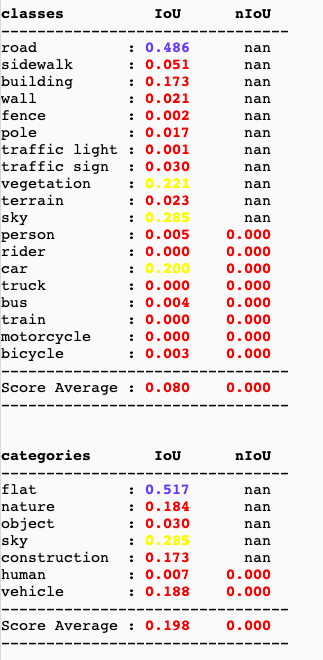 classes IoU nIoU
--------------------------------
road : 0.486 nan
sidewalk : 0.051 nan
building : 0.173 nan
wall : 0.021 nan
fence : 0.002 nan
pole : 0.017 nan
traffic light : 0.001 nan
traffic sign : 0.030 nan
vegetation : 0.221 nan
terrain : 0.023 nan
sky : 0.285 nan
person : 0.005 0.000
rider : 0.000 0.000
car : 0.200 0.000
truck : 0.000 0.000
bus : 0.004 0.000
train : 0.000 0.000
motorcycle : 0.000 0.000
bicycle : 0.003 0.000
--------------------------------
Score Average : 0.080 0.000
--------------------------------
categories IoU nIoU
--------------------------------
flat : 0.517 nan
nature : 0.184 nan
object : 0.030 nan
sky : 0.285 nan
construction : 0.173 nan
human : 0.007 0.000
vehicle : 0.188 0.000
--------------------------------
Score Average : 0.198 0.000
--------------------------------